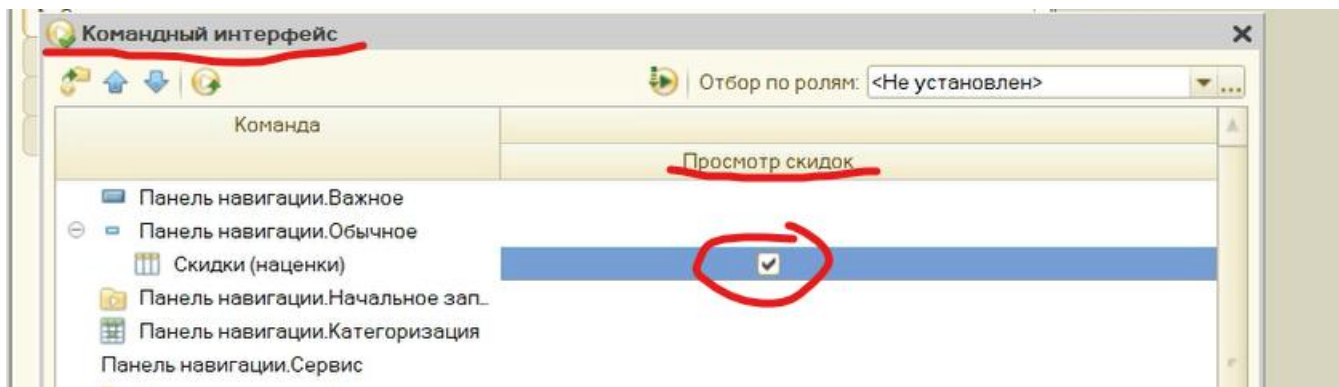 Командный интерфейс
Отбор по ролям: <Не установлен> ...
Команда
Просмотр скидок
Панель навигации.Важное
Панель навигации.Обычное
Скидки (наценки)
Панель навигации.Начальное зап...
Панель навигации.Категоризация
Панель навигации.Сервис